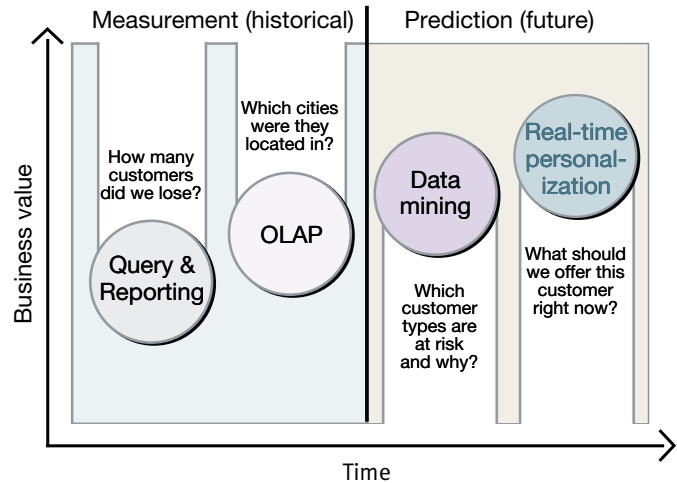 Measurement (historical)
Prediction (future)
Business value
How many
customers
did we lose?
Query &
Reporting
Which cities
were they
located in?
OLAP
Data
mining
Which
customer
types are
at risk
and why?
Real-time
personal-
ization
What should
we offer this
customer
right now?
Time